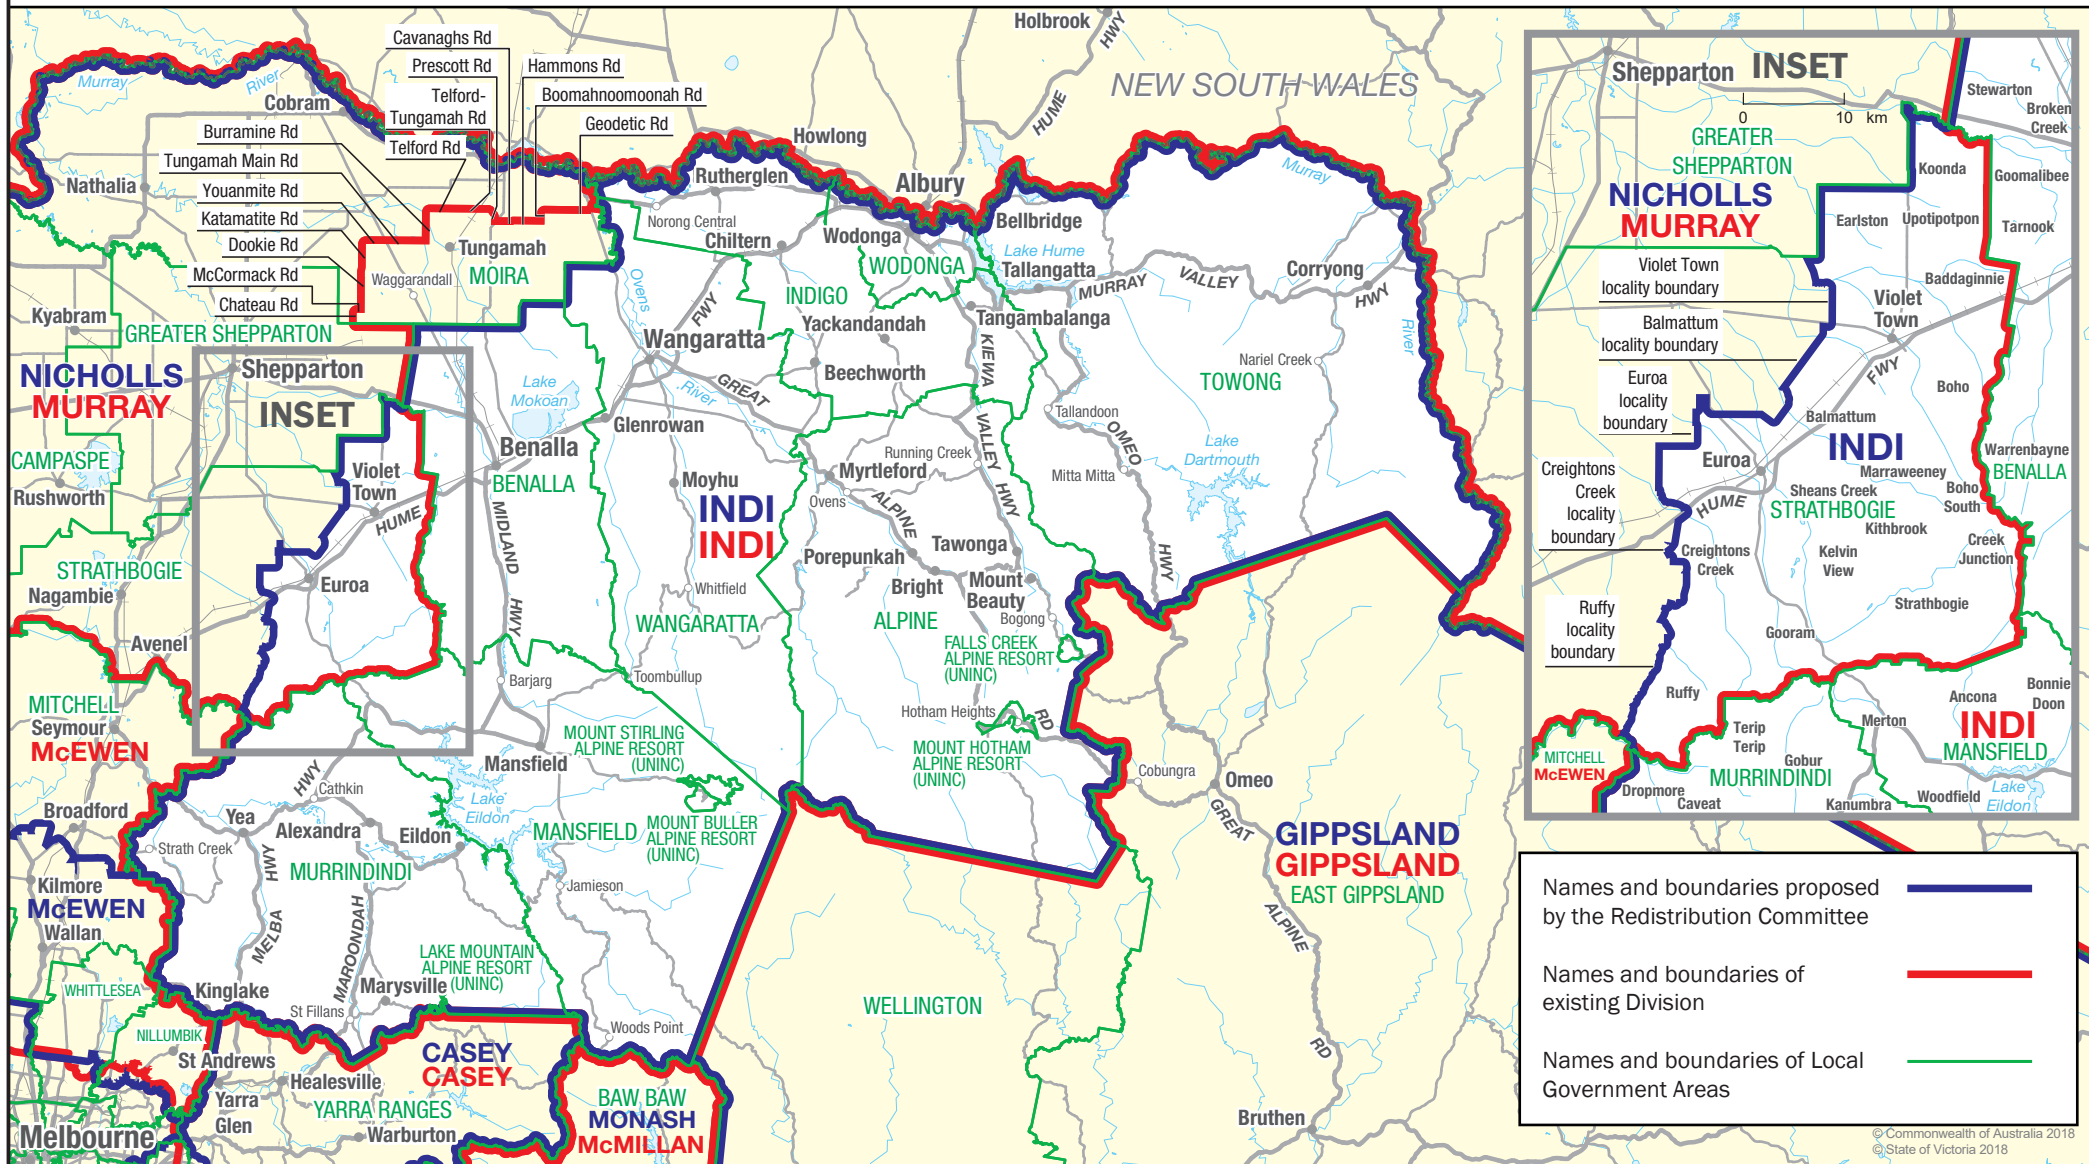 Holbrook
HWY
HUME
NEW SOUTH WALES
Cavanaghs Rd
Prescott Rd
Hammons Rd
Telford-
Tungamah Rd
Boomahnoomoonah Rd
Telford Rd
Geodetic Rd
Burramine Rd
Tungamah Main Rd
Youanmite Rd
Katamatite Rd
Dookie Rd
McCormack Rd
Chateau Rd
Murray
River
Cobram
Nathalia
Howlong
Rutherglen
Albury
Bellbridge
Murray
Norong Central
Chiltern
Wodonga
WODONGA
Lake Hume
Tallangatta
MURRAY
VALLEY
HWY
Corryong
River
Tungamah
MOIRA
Waggarandall
Ovens
River
FWY
INDIGO
Yackandandah
Tangambalanga
Kyabram
GREATER SHEPPARTON
Wangaratta
Beechworth
KIEWA
VALLEY
HWY
Nariel Creek
TOWONG
Shepparton
NICHOLLS
MURRAY
INSET
Lake
Mokoan
GREAT
ALPINE
RD
Glenrowan
Benalla
BENALLA
Tallandoon
OMEO
HWY
Lake
Dartmouth
Running Creek
Myrtleford
Mitta Mitta
CAMPASPE
Rushworth
Violet
Town
HUME
Moyhu
INDI
INDI
Ovens
MIDLAND
HWY
Porepunkah
Tawonga
Bright
Mount
Beauty
Bogong
STRATHBOGIE
Nagambie
Euroa
Whitfield
WANGARATTA
ALPINE
FALLS CREEK
ALPINE RESORT
(UNINC)
Avenel
Toombullup
Barjarg
MITCHELL
Seymour
McEWEN
Hotham Heights
MOUNT STIRLING
ALPINE RESORT
(UNINC)
MOUNT HOTHAM
ALPINE RESORT
(UNINC)
Mansfield
Cobungra
Omeo
GREAT
ALPINE
RD
HWY
Cathkin
Lake
Eildon
Broadford
Yea
Alexandra
Eildon
MANSFIELD
MOUNT BULLER
ALPINE RESORT
(UNINC)
GIPPSLAND
GIPPSLAND
EAST GIPPSLAND
Strath Creek
MURRINDINDI
Jamieson
Kilmore
McEWEN
Wallan
HWY
MELBA
MAROONDAH
LAKE MOUNTAIN
ALPINE RESORT
(UNINC)
WHITTLESEA
Kinglake
Marysville
St Fillans
WELLINGTON
Woods Point
NILLUMBIK
St Andrews
CASEY
CASEY
Healesville
Yarra
Glen
YARRA RANGES
BAW BAW
MONASH
McMILLAN
Melbourne
Warburton
Bruthen
Shepparton
INSET
0
10 km
Stewarton
Broken
Creek
GREATER
SHEPPARTON
NICHOLLS
MURRAY
Koonda
Goomalibee
Earlston
Upotipotpon
Tarnook
Violet Town
locality boundary
Baddaginnie
Violet
Town
Balmattum
locality boundary
FWY
Euroa
locality
boundary
Boho
Balmattum
INDI
Warrenbayne
BENALLA
Creightons
Creek
locality
boundary
Euroa
Marraweeney
Sheans Creek
Boho
South
HUME
STRATHBOGIE
Kithbrook
Creightons
Creek
Kelvin
View
Creek
Junction
Ruffy
locality
boundary
Strathbogie
Gooram
Ruffy
Ancona
Bonnie
Doon
Terip
Terip
Merton
INDI
MANSFIELD
MITCHELL
McEWEN
Gobur
MURRINDINDI
Dropmore
Caveat
Kanumbra
Woodfield
Lake
Eildon
Names and boundaries proposed
by the Redistribution Committee
Names and boundaries of
existing Division
Names and boundaries of Local
Government Areas
© Commonwealth of Australia 2018
© State of Victoria 2018